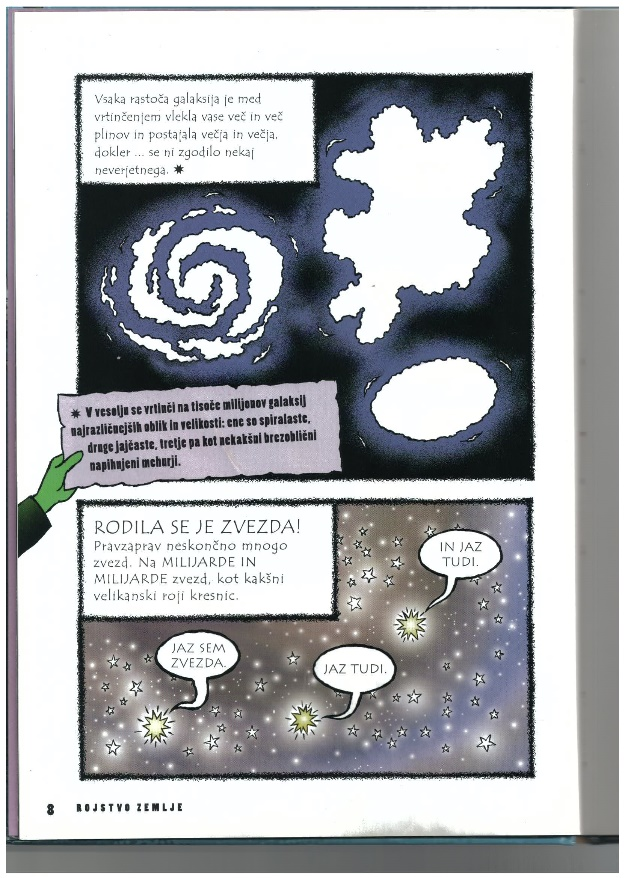 Vsaka rastoča galaksija je med
vrtinčenjem vlekla vase več in več
plinov in postajala večja in večja,
dokler ... se ni zgodilo nekaj
neverjetnega. ✷
✷ V vesolju se vrtinči na tisoče milijonov galaksij
najrazličnejših oblik in velikosti: ene so spiralaste,
druge jajčaste, tretje pa kot nekakšni brezoblični
napihnjeni mehurji.
RODILA SE JE ZVEZDA!
Pravzaprav neskončno mnogo
zvezd. Na MILIJARDE IN
MILIJARDE zvezd, kot kakšni
velikanski roji kresnic.
IN JAZ
TUDI.
JAZ SEM
ZVEZDA.
JAZ TUDI.
8 ROJSTVO ZEMLJE